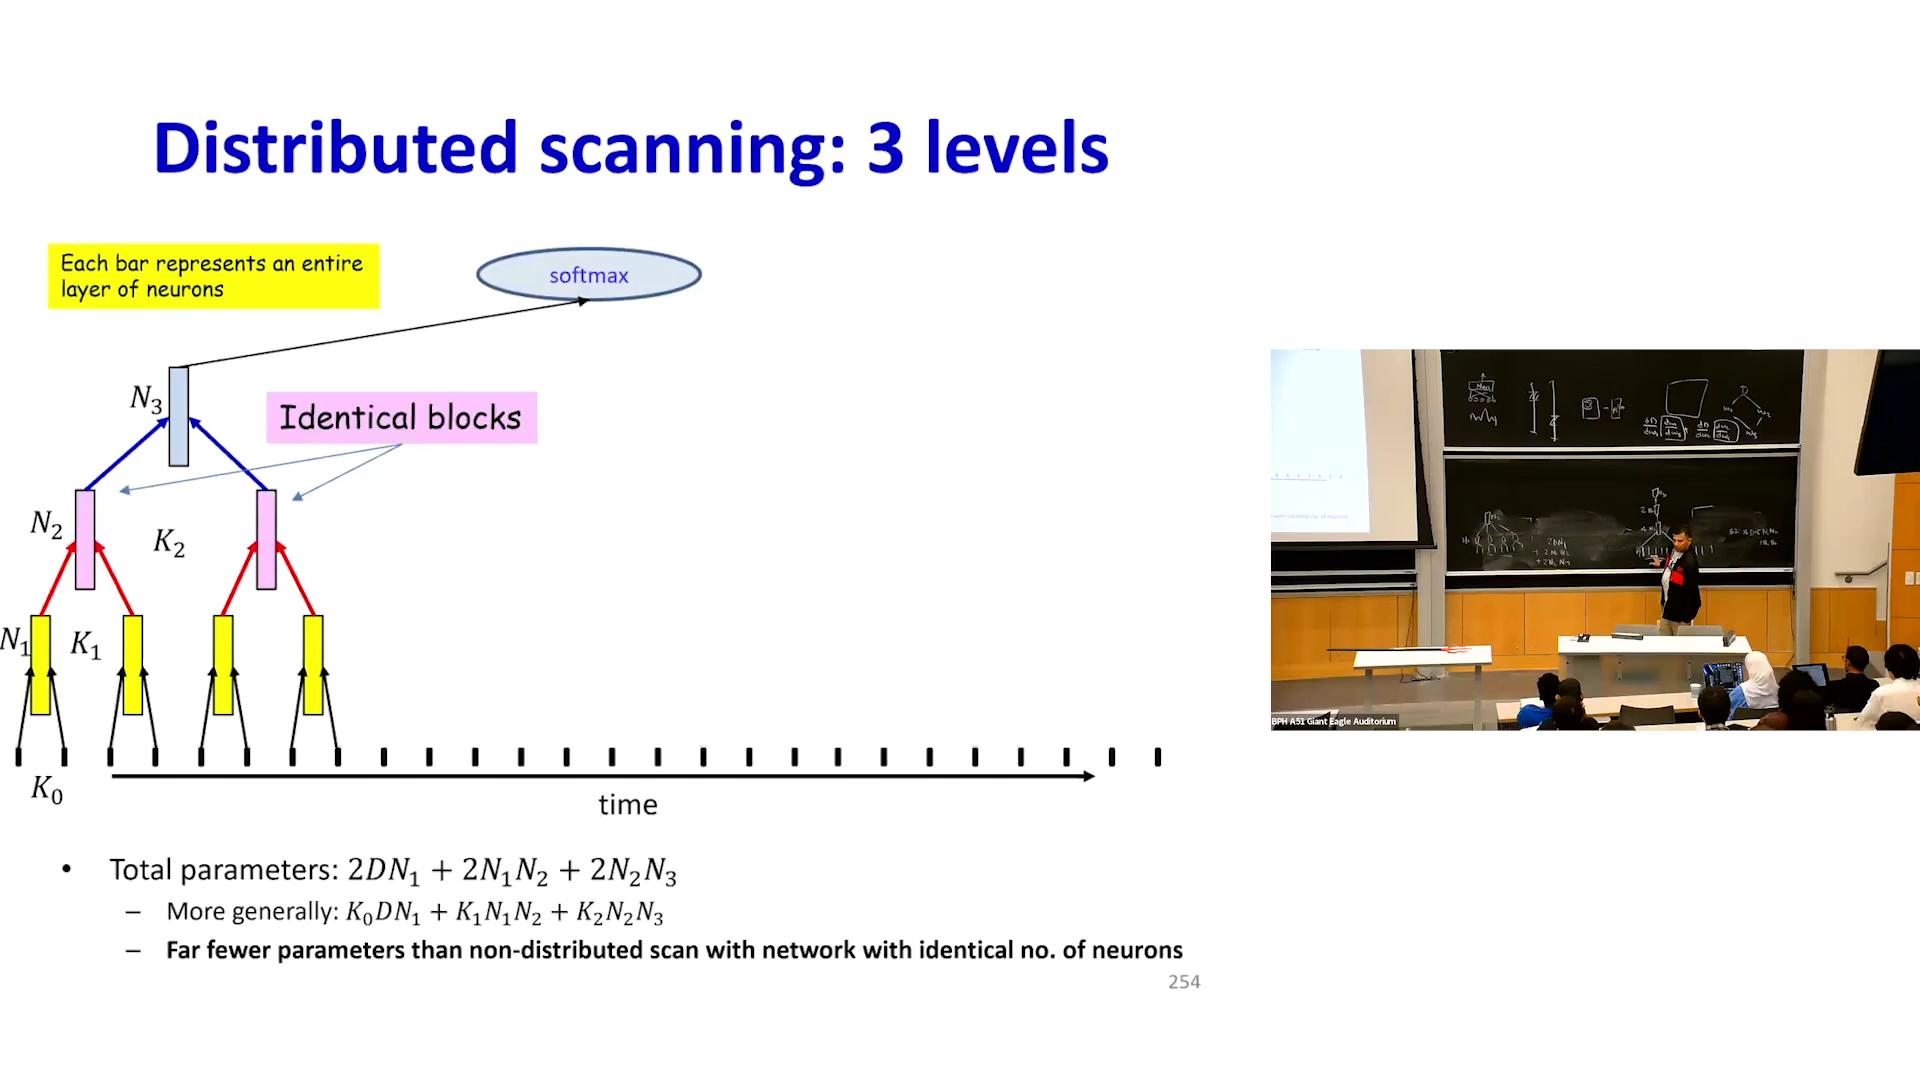 Distributed scanning: 3 levels
Each bar represents an entire
layer of neurons
softmax
N₃
Identical blocks
N₂
K₂
N₁
K₁
K₀
time
• Total parameters: 2DN₁ + 2N₁N₂ + 2N₂N₃
– More generally: K₀DN₁ + K₁N₁N₂ + K₂N₂N₃
– Far fewer parameters than non-distributed scan with network with identical no. of neurons
254
BPH A51 Giant Eagle Auditorium